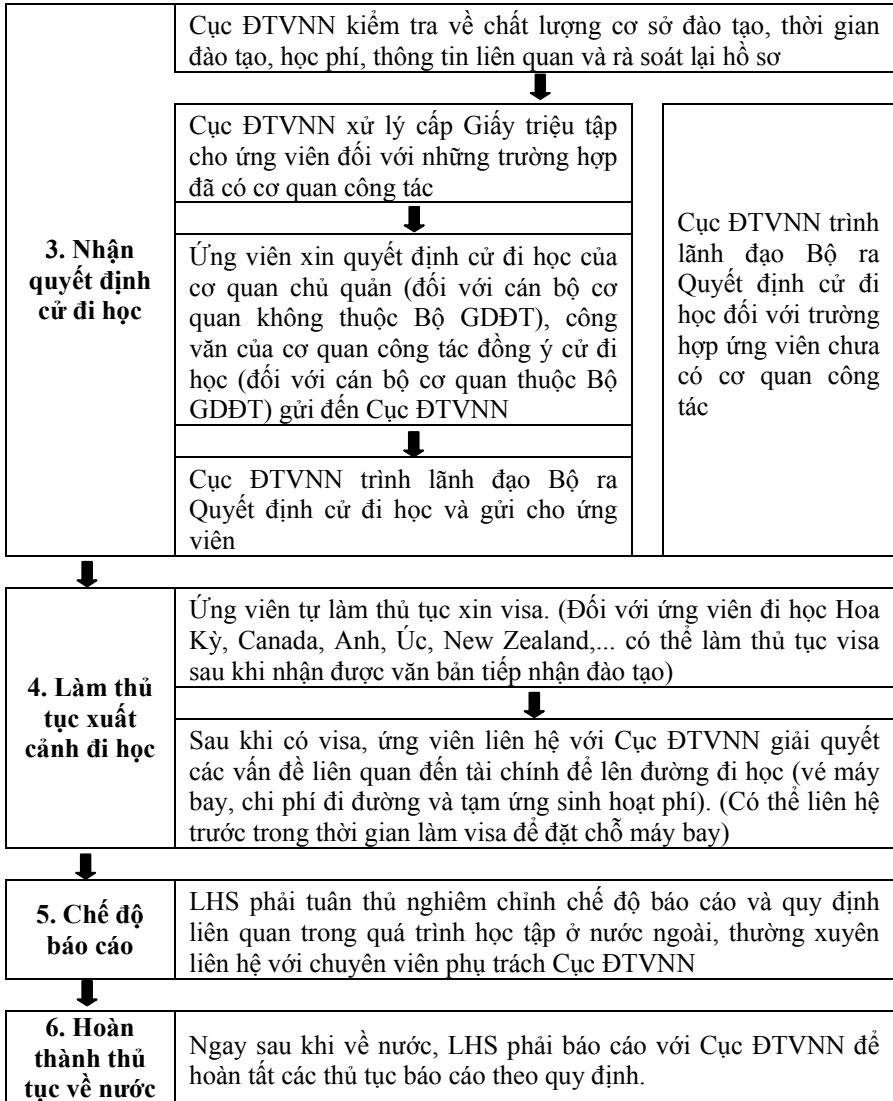 Cục ĐTVNN kiểm tra về chất lượng cơ sở đào tạo, thời gian
đào tạo, học phí, thông tin liên quan và rà soát lại hồ sơ
3. Nhận
quyết định
cử đi học
Cục ĐTVNN xử lý cấp Giấy triệu tập
cho ứng viên đối với những trường hợp
đã có cơ quan công tác
Ứng viên xin quyết định cử đi học của
cơ quan chủ quản (đối với cán bộ cơ
quan không thuộc Bộ GDĐT), công
văn của cơ quan công tác đồng ý cử đi
học (đối với cán bộ cơ quan thuộc Bộ
GDĐT) gửi đến Cục ĐTVNN
Cục ĐTVNN trình lãnh đạo Bộ ra
Quyết định cử đi học và gửi cho ứng
viên
Cục ĐTVNN trình
lãnh đạo Bộ ra
Quyết định cử đi
học đối với trường
hợp ứng viên chưa
có cơ quan công
tác
4. Làm thủ
tục xuất
cảnh đi học
Ứng viên tự làm thủ tục xin visa. (Đối với ứng viên đi học Hoa
Kỳ, Canada, Anh, Úc, New Zealand,... có thể làm thủ tục visa
sau khi nhận được văn bản tiếp nhận đào tạo)
Sau khi có visa, ứng viên liên hệ với Cục ĐTVNN giải quyết
các vấn đề liên quan đến tài chính để lên đường đi học (vé máy
bay, chi phí đi đường và tạm ứng sinh hoạt phí). (Có thể liên hệ
trước trong thời gian làm visa để đặt chỗ máy bay)
5. Chế độ
báo cáo
LHS phải tuân thủ nghiêm chỉnh chế độ báo cáo và quy định
liên quan trong quá trình học tập ở nước ngoài, thường xuyên
liên hệ với chuyên viên phụ trách Cục ĐTVNN
6. Hoàn
thành thủ
tục về nước
Ngay sau khi về nước, LHS phải báo cáo với Cục ĐTVNN để
hoàn tất các thủ tục báo cáo theo quy định.